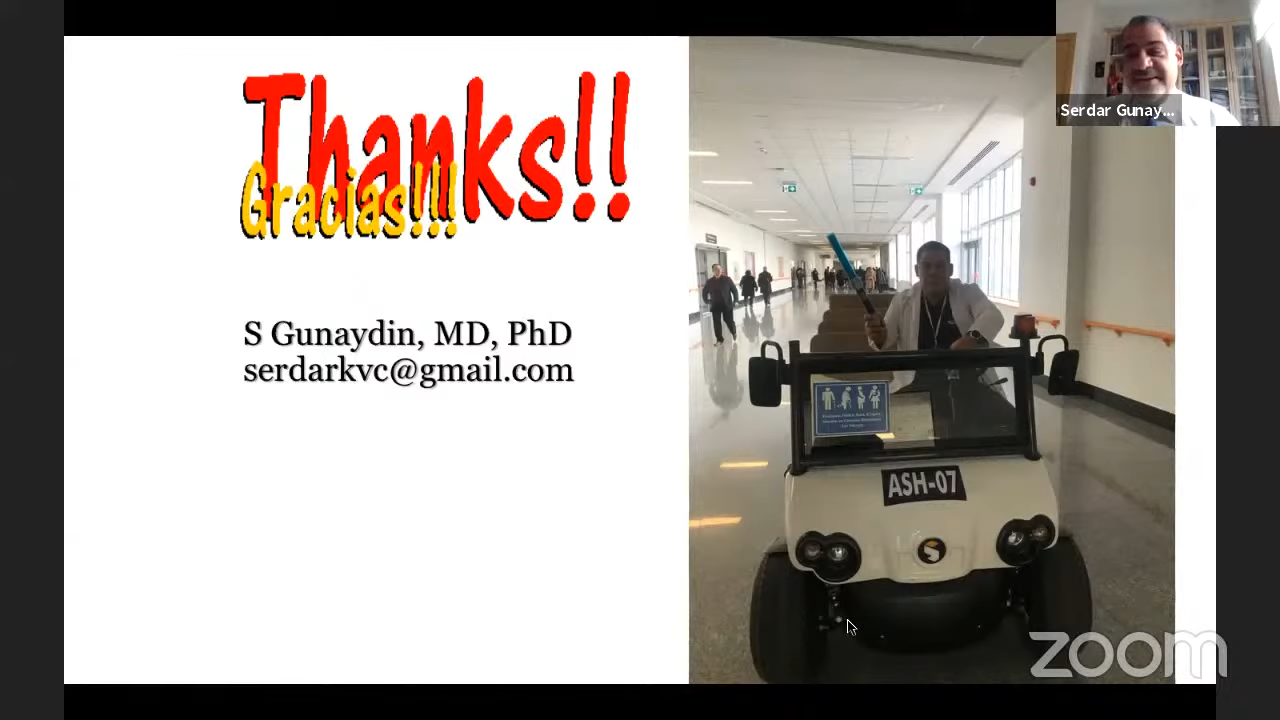 Thanks!!
Gracias!!!
S Gunaydin, MD, PhD
serdarkvc@gmail.com
Serdar Gunay...
ASH-07
S
zoom